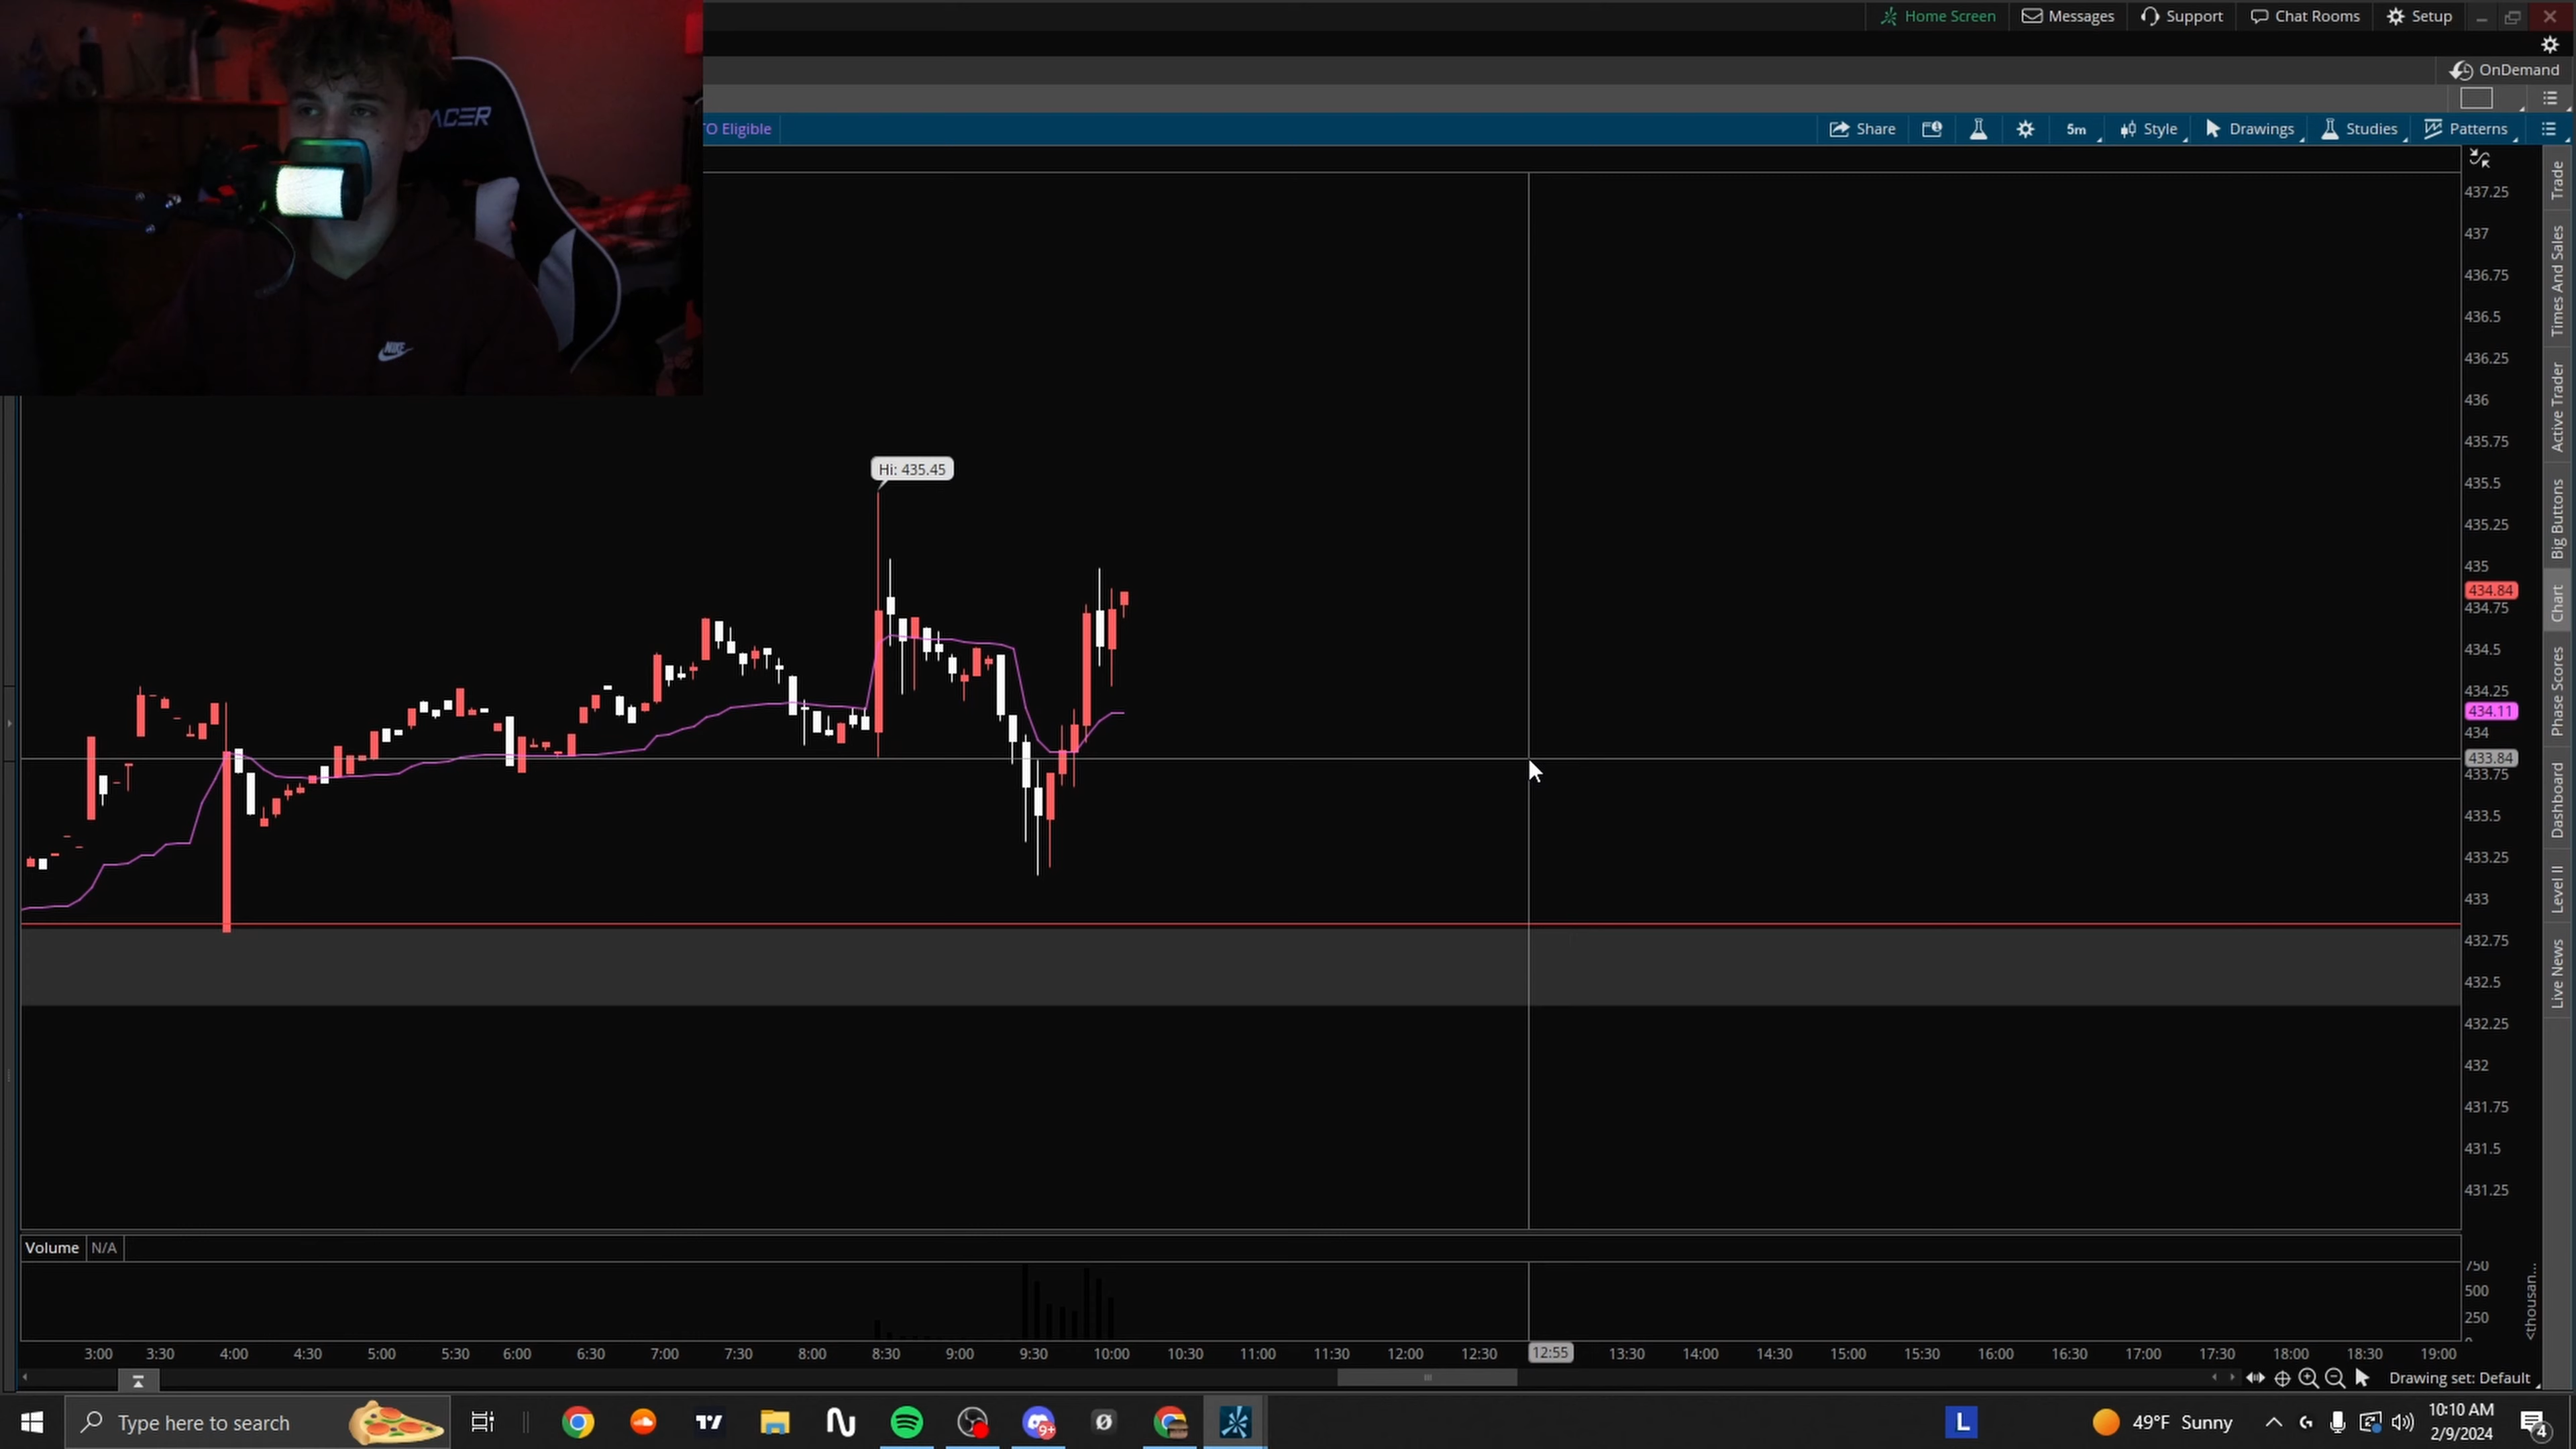 Home Screen
Messages
Support
Chat Rooms
Setup
OnDemand
ACER
TO Eligible
Share
5m
Style
Drawings
Studies
Patterns
NIKE
437.25
437
436.75
436.5
436.25
436
435.75
435.5
435.25
435
434.84
434.75
434.5
434.25
434.11
434
433.84
433.75
433.5
433.25
433
432.75
432.5
432.25
432
431.75
431.5
431.25
Hi: 435.45
Trade
Times And Sales
Active Trader
Big Buttons
Chart
Phase Scores
Dashboard
Level II
Live News
Volume N/A
750
500
250
0
<thousan...
3:00 3:30 4:00 4:30 5:00 5:30 6:00 6:30 7:00 7:30 8:00 8:30 9:00 9:30 10:00 10:30 11:00 11:30 12:00 12:30 12:55 13:30 14:00 14:30 15:00 15:30 16:00 16:30 17:00 17:30 18:00 18:30 19:00
Drawing set: Default
Type here to search
9+
L
49°F Sunny
10:10 AM
2/9/2024
4